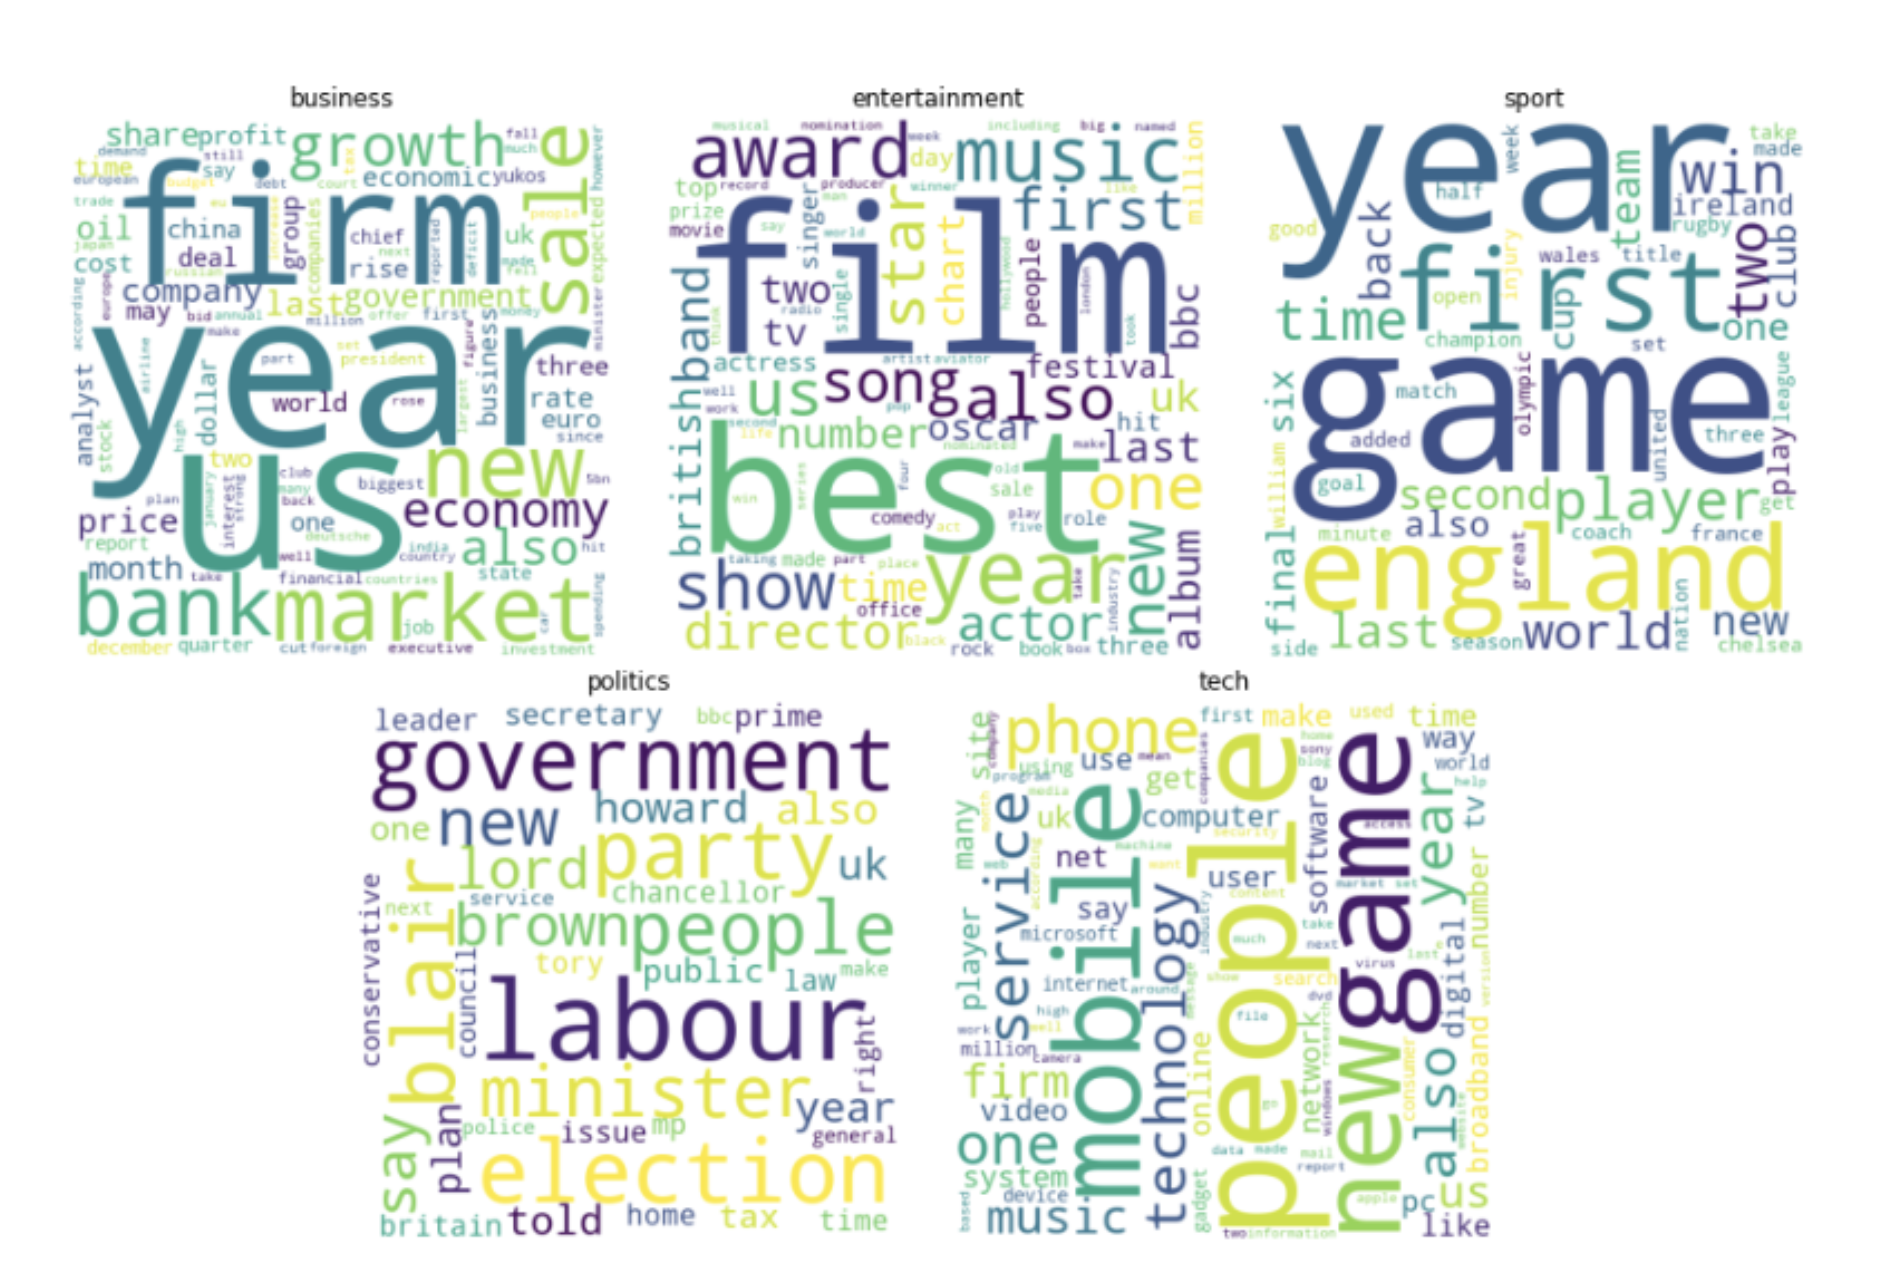 business
share profit growth fall
demand still tax much
time say sale
european firm economic yukos however
budget debt court
trade eu people
oil china group companies increase chief reported deficit uk expected
japan deal next made
cost russian rise fell
europe company last government minister
may bid annual million offer first money
according make figure business
year
airline part set president three
analyst dollar world rose largest rate
stock high euro
two since
us new
club 5bn
many biggest
plan january interest strong back economy
price one
report deutsche india also hit
month take well country
financial countries state
bank market
job car spending
december quarter cut foreign executive investment
entertainment
musical nomination including big named
award week music million
day
top record producer winner like
prize man singer star first
movie say world chart
film
two single hollywood people london bbc
radio
tv took
british band think
actress artist aviator festival
well us song also uk
work pop
second number oscar hit
life nominated make last
best
old one
win series four sale
comedy play role
act five
taking made part place new album
show time year take industry
office
director black actor
rock book box three
sport
year
week take
made
half team win
ireland
good back rugby
injury wales title two club
first
open cup
time one
champion set
game
six match olympic play league
added united three
goal
william second player get
minute also coach france
final england
great
last world nation new
side season chelsea
politics
leader secretary bbc prime
government
new howard also
one
lord party uk
chancellor
conservative next service
blair brown people
tory public law make
council
labour
right
minister
say plan year
police issue mp general
election
britain told home tax time
tech
site company phone first make used time
home way
using use mean sony world
program get companies blog help
media
many month service uk mobile computer software tv
security access
web according net machine want
user market set year number
content
player say technology industry people game
microsoft much take next last
virus
internet around show search digital version
high message dvd
work well file
million camera research
firm online network consumer also broadband
video go windows new website
one data made mail
system report
device gadget apple pc us
based music like
two information